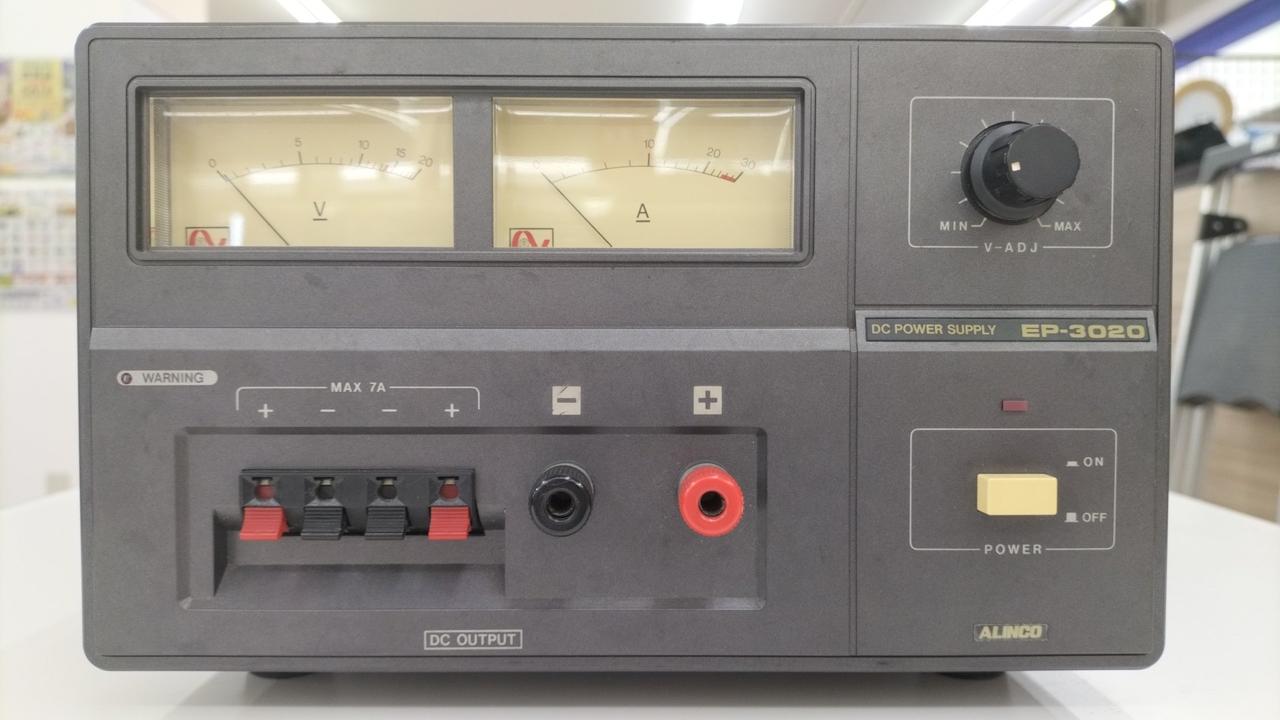 0 5 10 15 20
V
0 10 20 30
A
MIN MAX
V-ADJ
DC POWER SUPPLY EP-3020
WARNING
MAX 7A
+ − − +
− +
ON
OFF
POWER
DC OUTPUT
ALINCO